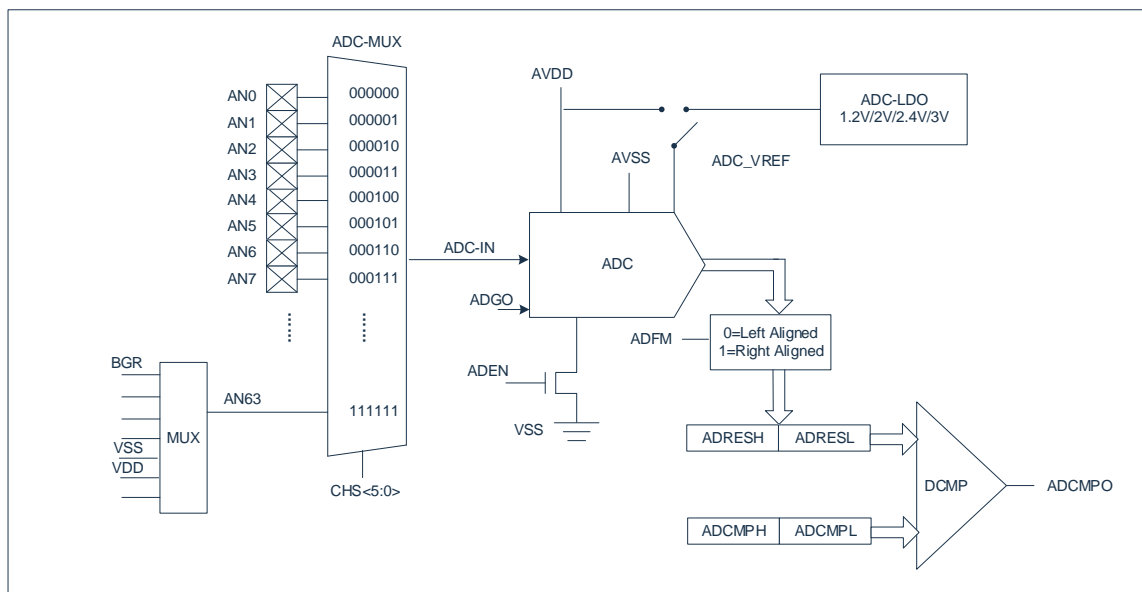 ADC-MUX
AN0
000000
AN1
000001
AN2
000010
AN3
000011
AN4
000100
AN5
000101
AN6
000110
AN7
000111
BGR
VSS
VDD
MUX
AN63
111111
CHS<5:0>
AVDD
AVSS
ADC_VREF
ADC-LDO
1.2V/2V/2.4V/3V
ADC-IN
ADC
ADGO
ADEN
VSS
ADFM
0=Left Aligned
1=Right Aligned
ADRESH
ADRESL
ADCMPH
ADCMPL
DCMP
ADCMPO